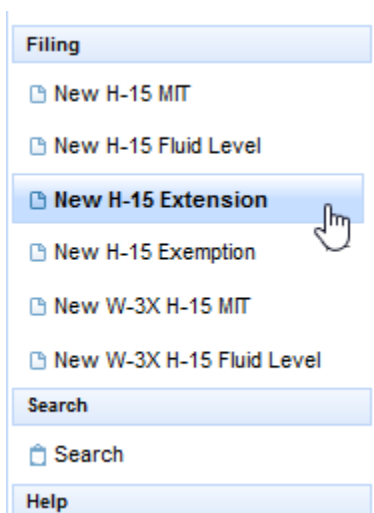 Filing
New H-15 MIT
New H-15 Fluid Level
New H-15 Extension
New H-15 Exemption
New W-3X H-15 MIT
New W-3X H-15 Fluid Level
Search
Search
Help